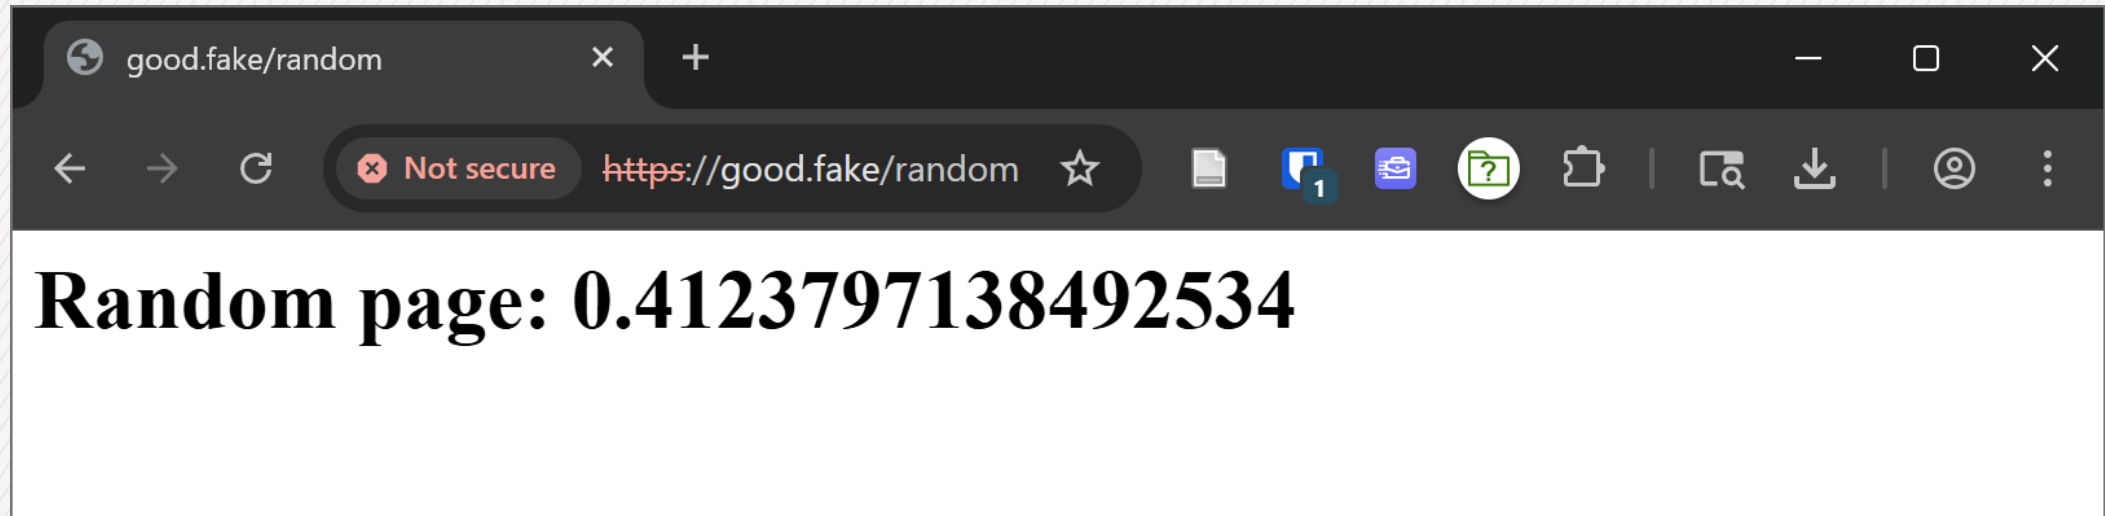 good.fake/random
Not secure https://good.fake/random
1
?
Random page: 0.4123797138492534